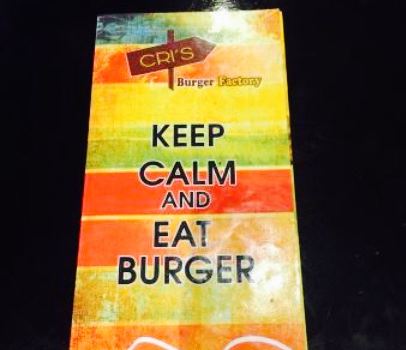 CRI'S
Burger Factory
KEEP
CALM
AND
EAT
BURGER